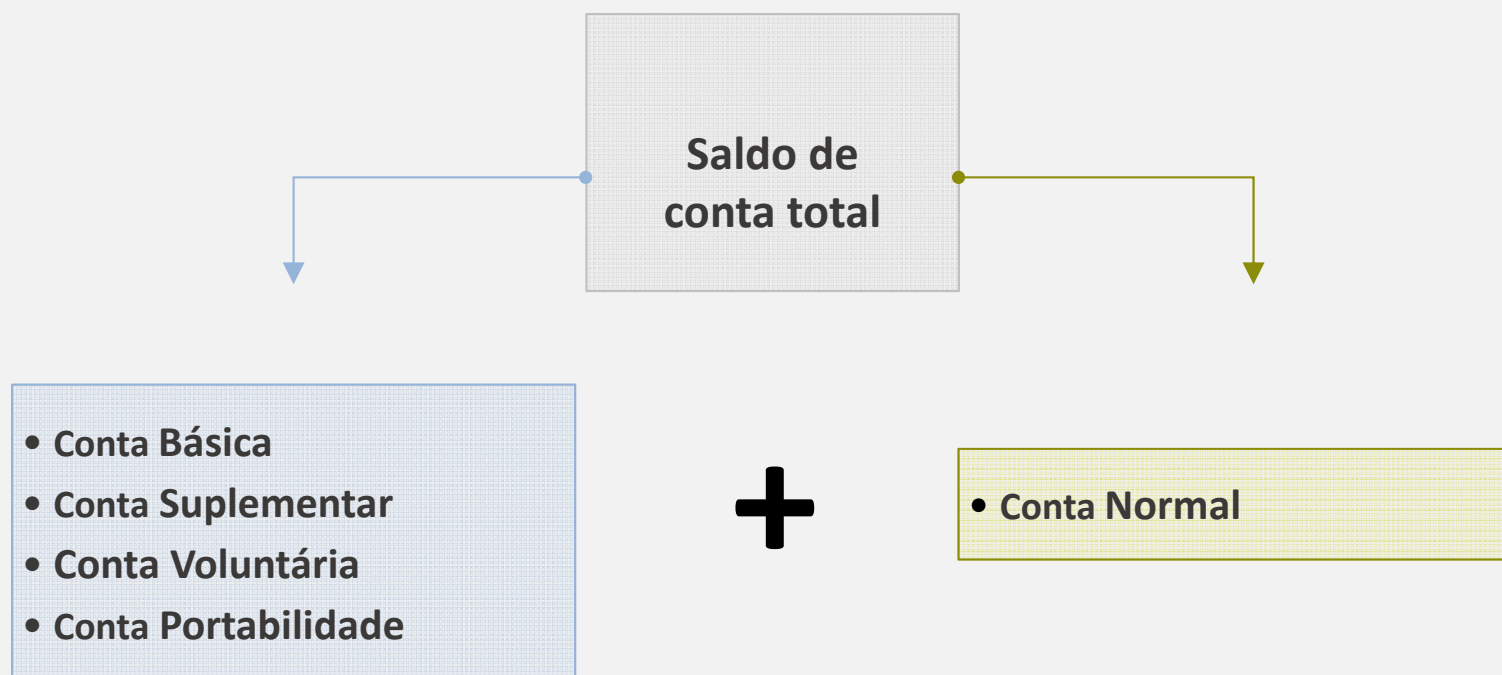 Saldo de
conta total
• Conta Básica
• Conta Suplementar
• Conta Voluntária
• Conta Portabilidade
+
• Conta Normal